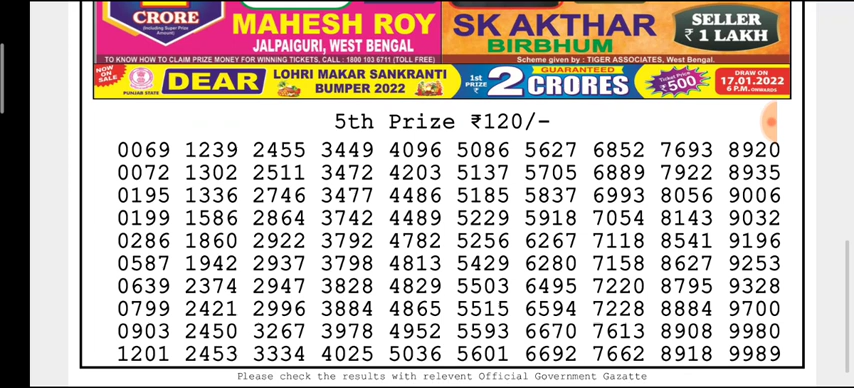 CRORE
(Including Super Prize Amount)
MAHESH ROY
JALPAIGURI, WEST BENGAL
SK AKTHAR
BIRBHUM
SELLER
₹ 1 LAKH
TO KNOW HOW TO CLAIM PRIZE MONEY FOR WINNING TICKETS, CALL : 1800 103 6711 (TOLL FREE)
Scheme given by : TIGER ASSOCIATES, West Bengal.
NOW ON SALE
PUNJAB STATE
DEAR
LOHRI MAKAR SANKRANTI
BUMPER 2022
1st PRIZE ₹
GUARANTEED
2 CRORES
Ticket Price
₹500
DRAW ON
17.01.2022
6 P.M. ONWARDS
5th Prize ₹120/-
0069 1239 2455 3449 4096 5086 5627 6852 7693 8920
0072 1302 2511 3472 4203 5137 5705 6889 7922 8935
0195 1336 2746 3477 4486 5185 5837 6993 8056 9006
0199 1586 2864 3742 4489 5229 5918 7054 8143 9032
0286 1860 2922 3792 4782 5256 6267 7118 8541 9196
0587 1942 2937 3798 4813 5429 6280 7158 8627 9253
0639 2374 2947 3828 4829 5503 6495 7220 8795 9328
0799 2421 2996 3884 4865 5515 6594 7228 8884 9700
0903 2450 3267 3978 4952 5593 6670 7613 8908 9980
1201 2453 3334 4025 5036 5601 6692 7662 8918 9989
Please check the results with relevent Official Government Gazatte